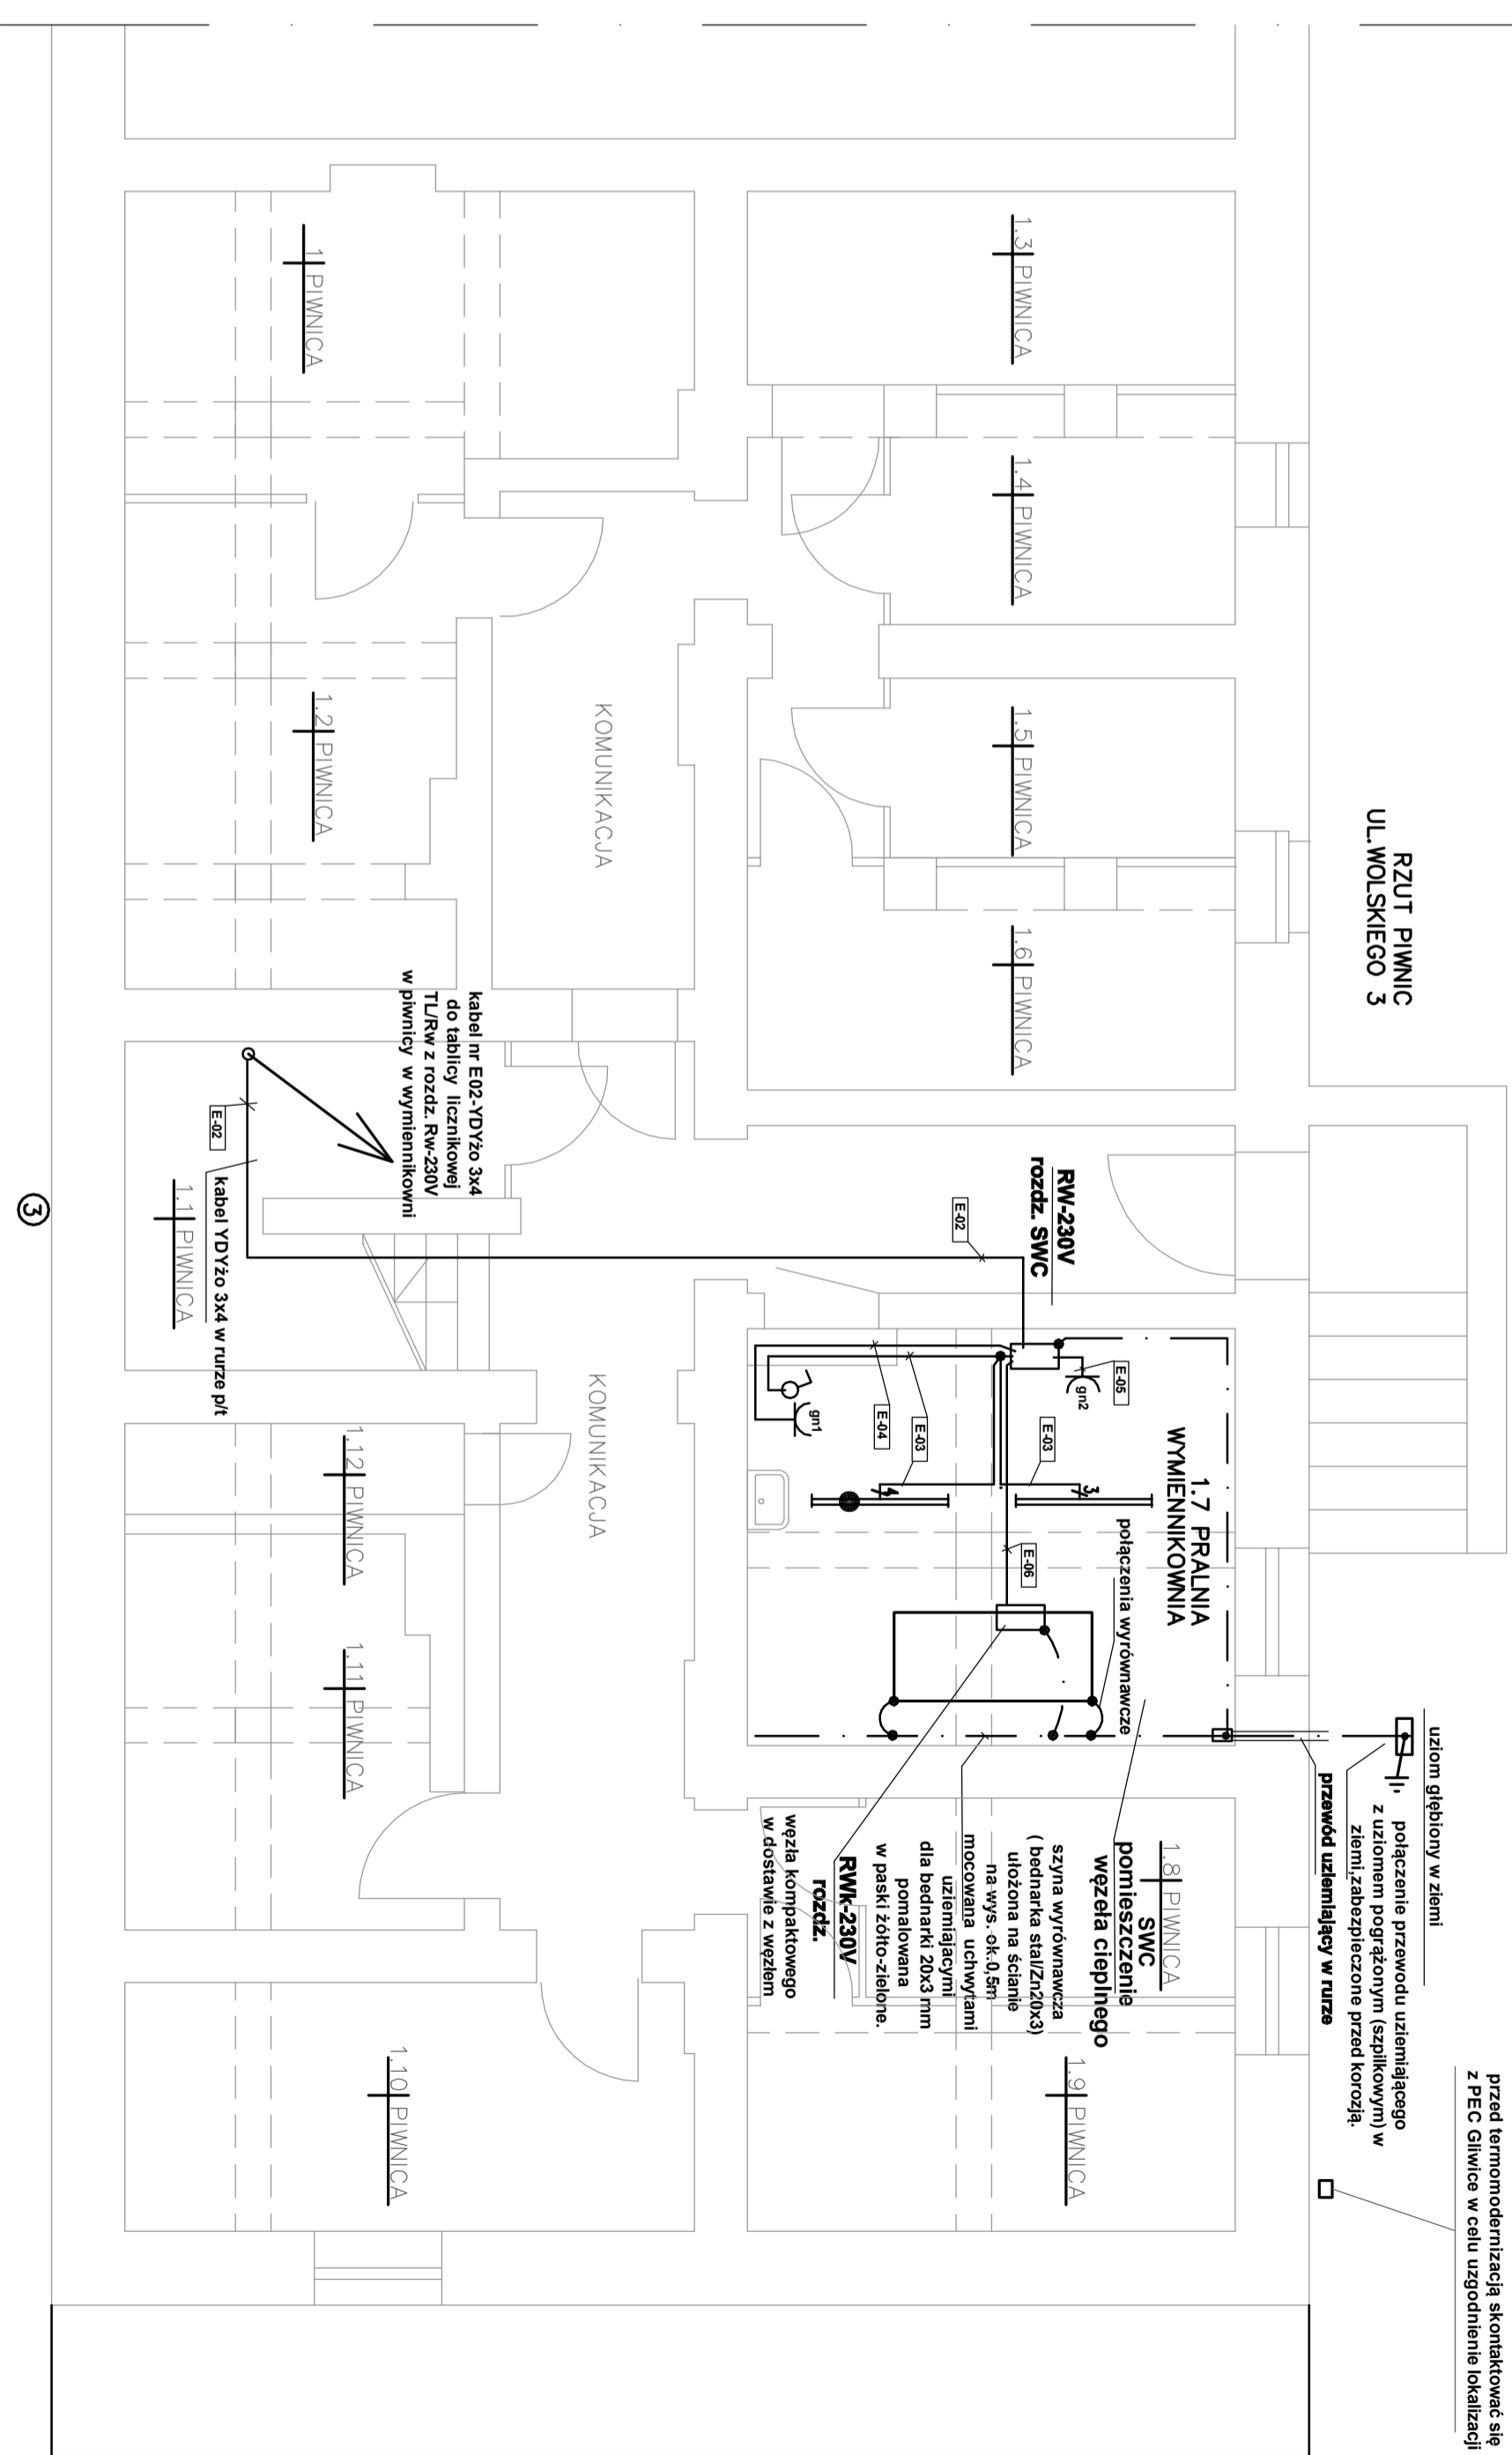 RZUT PIWNIC
UL.WOLSKIEGO 3
przed termomodernizacją skontaktować się
z PEC Gliwice w celu uzgodnienie lokalizacji
uziom głębiony w ziemi
połączenie przewodu uziemiającego
z uziomem pogrążonym (szpilkowym) w
ziemi,zabezpieczone przed korozją.
przewód uziemiający w rurze
1.3 PIWNICA
1.4 PIWNICA
1.5 PIWNICA
1.6 PIWNICA
RW-230V
rozdz. SWC
E-02
1.7 PRALNIA
WYMIENNIKOWNIA
połączenia wyrównawcze
E-05
gn2
E-03
3
E-06
E-03
E-04
4
gn1
1.8 PIWNICA
SWC
pomieszczenie
węzeła cieplnego
szyna wyrównawcza
( bednarka stal/Zn20x3)
ułożona na ścianie
na wys. ok.0,5m
mocowana uchwytami
uziemiajacymi
dla bednarki 20x3 mm
pomalowana
w paski żółto-zielone.
RWk-230V
rozdz.
węzła kompaktowego
w dostawie z węzłem
1.9 PIWNICA
KOMUNIKACJA
KOMUNIKACJA
kabel nr E02-YDYżo 3x4
do tablicy licznikowej
TL/Rw z rozdz. Rw-230V
w piwnicy w wymiennikowni
1 PIWNICA
1.2 PIWNICA
E-02
kabel YDYżo 3x4 w rurze p/t
1.1 PIWNICA
1.12 PIWNICA
1.11 PIWNICA
1.10 PIWNICA
3